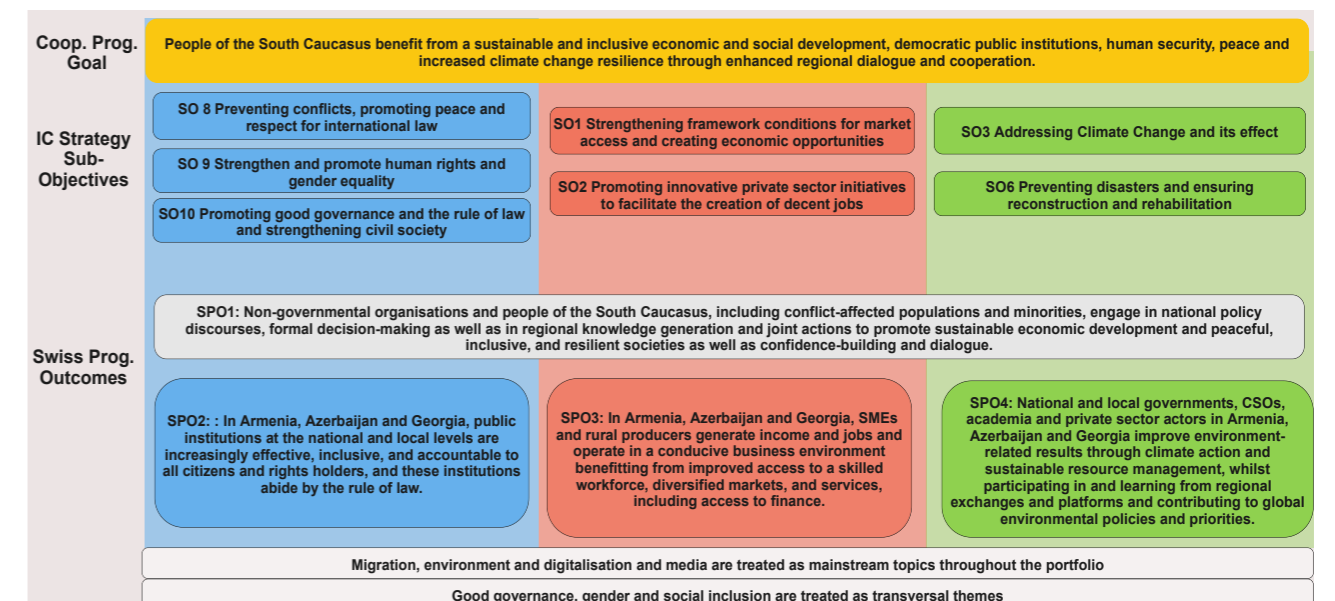 Coop. Prog.
Goal
People of the South Caucasus benefit from a sustainable and inclusive economic and social development, democratic public institutions, human security, peace and
increased climate change resilience through enhanced regional dialogue and cooperation.
IC Strategy
Sub-
Objectives
SO 8 Preventing conflicts, promoting peace and
respect for international law
SO 9 Strengthen and promote human rights and
gender equality
SO10 Promoting good governance and the rule of law
and strengthening civil society
SO1 Strengthening framework conditions for market
access and creating economic opportunities
SO2 Promoting innovative private sector initiatives
to facilitate the creation of decent jobs
SO3 Addressing Climate Change and its effect
SO6 Preventing disasters and ensuring
reconstruction and rehabilitation
Swiss Prog.
Outcomes
SPO1: Non-governmental organisations and people of the South Caucasus, including conflict-affected populations and minorities, engage in national policy
discourses, formal decision-making as well as in regional knowledge generation and joint actions to promote sustainable economic development and peaceful,
inclusive, and resilient societies as well as confidence-building and dialogue.
SPO2: : In Armenia, Azerbaijan and Georgia, public
institutions at the national and local levels are
increasingly effective, inclusive, and accountable to
all citizens and rights holders, and these institutions
abide by the rule of law.
SPO3: In Armenia, Azerbaijan and Georgia, SMEs
and rural producers generate income and jobs and
operate in a conducive business environment
benefitting from improved access to a skilled
workforce, diversified markets, and services,
including access to finance.
SPO4: National and local governments, CSOs,
academia and private sector actors in Armenia,
Azerbaijan and Georgia improve environment-
related results through climate action and
sustainable resource management, whilst
participating in and learning from regional
exchanges and platforms and contributing to global
environmental policies and priorities.
Migration, environment and digitalisation and media are treated as mainstream topics throughout the portfolio
Good governance, gender and social inclusion are treated as transversal themes